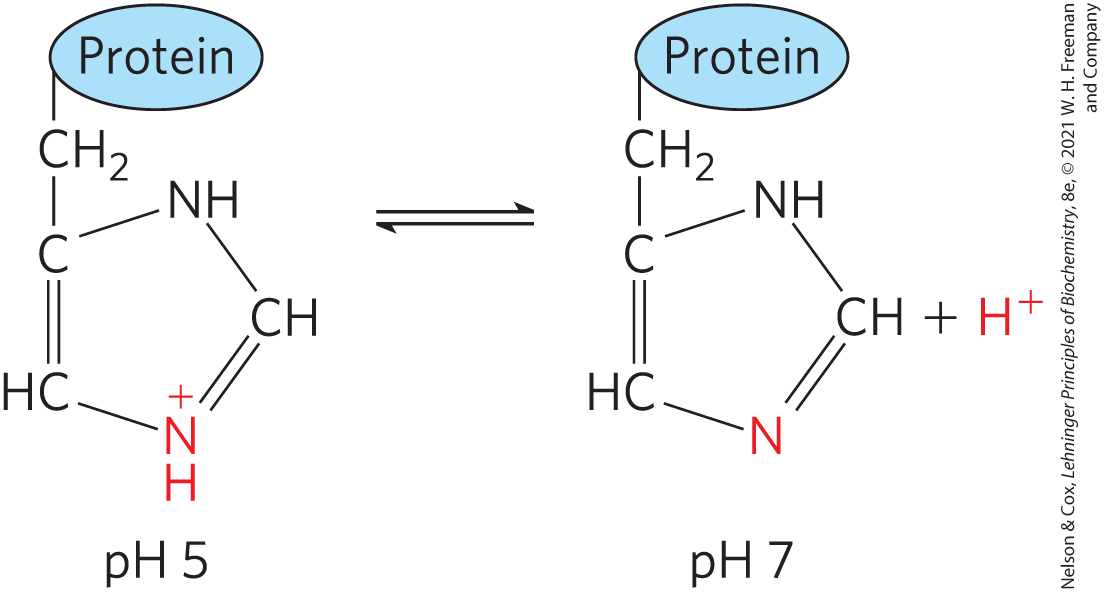 Protein
CH₂
NH
C
CH
HC
N⁺
H
pH 5
Protein
CH₂
NH
C
CH + H⁺
HC
N
pH 7
Nelson & Cox, Lehninger Principles of Biochemistry, 8e, © 2021 W. H. Freeman
and Company